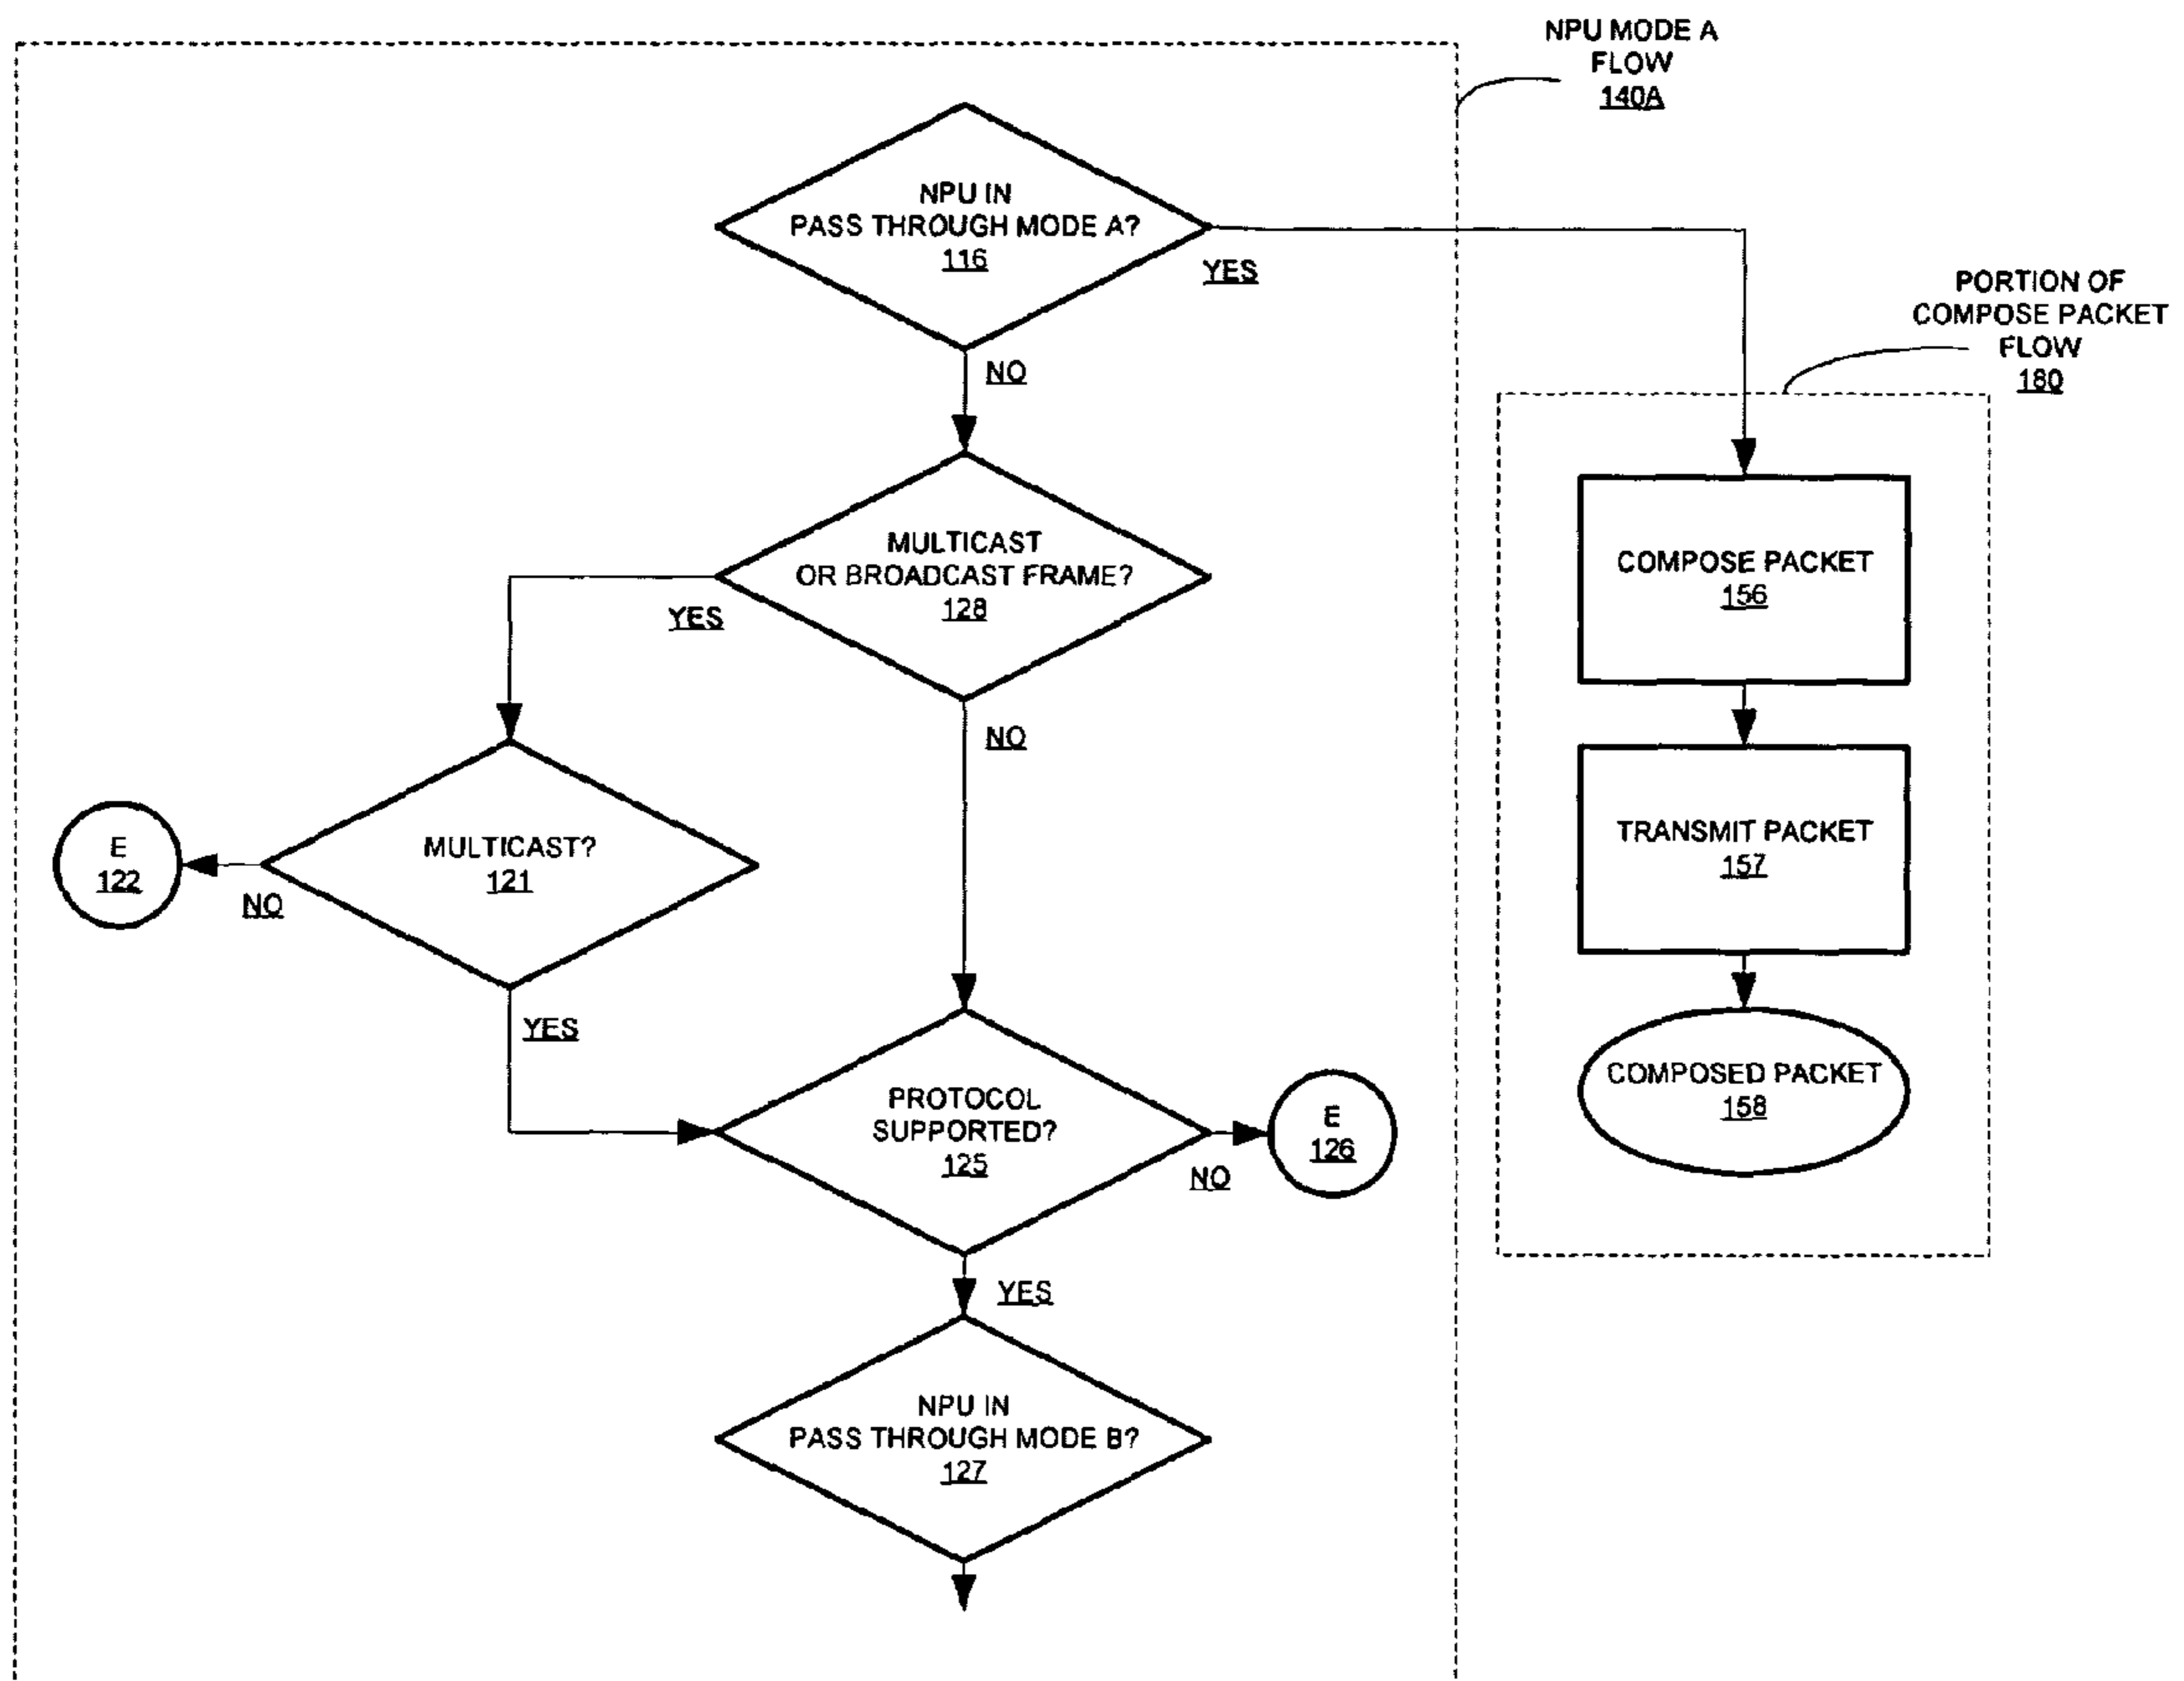 NPU MODE A
FLOW
140A
NPU IN
PASS THROUGH MODE A?
116
YES
NO
PORTION OF
COMPOSE PACKET
FLOW
180
MULTICAST
OR BROADCAST FRAME?
128
YES
NO
COMPOSE PACKET
156
TRANSMIT PACKET
157
COMPOSED PACKET
158
MULTICAST?
121
NO
E
122
YES
PROTOCOL
SUPPORTED?
125
NO
E
126
YES
NPU IN
PASS THROUGH MODE B?
127